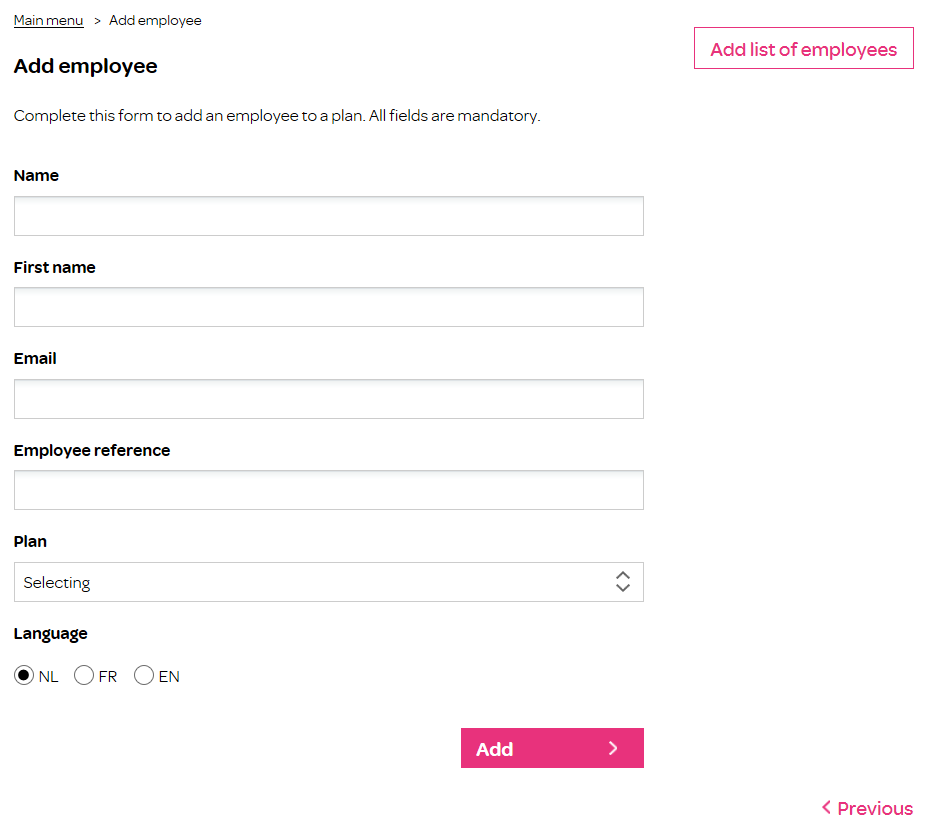 Main menu > Add employee
Add list of employees
Add employee
Complete this form to add an employee to a plan. All fields are mandatory.
Name
First name
Email
Employee reference
Plan
Selecting
Language
NL FR EN
Add
Previous